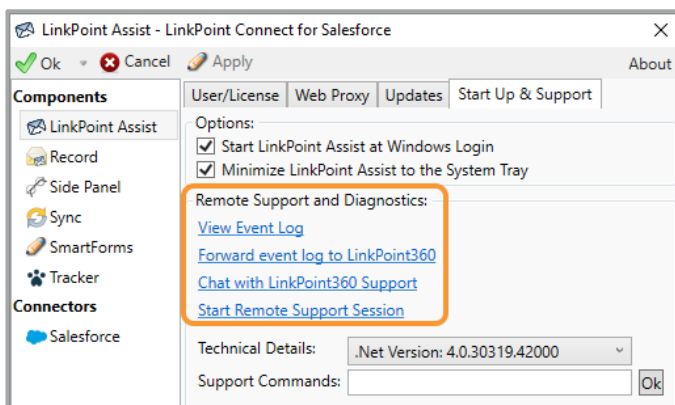 LinkPoint Assist - LinkPoint Connect for Salesforce
Ok Cancel Apply About
Components
LinkPoint Assist
Record
Side Panel
Sync
SmartForms
Tracker
Connectors
Salesforce
User/License Web Proxy Updates Start Up & Support
Options:
Start LinkPoint Assist at Windows Login
Minimize LinkPoint Assist to the System Tray
Remote Support and Diagnostics:
View Event Log
Forward event log to LinkPoint360
Chat with LinkPoint360 Support
Start Remote Support Session
Technical Details: .Net Version: 4.0.30319.42000
Support Commands: Ok